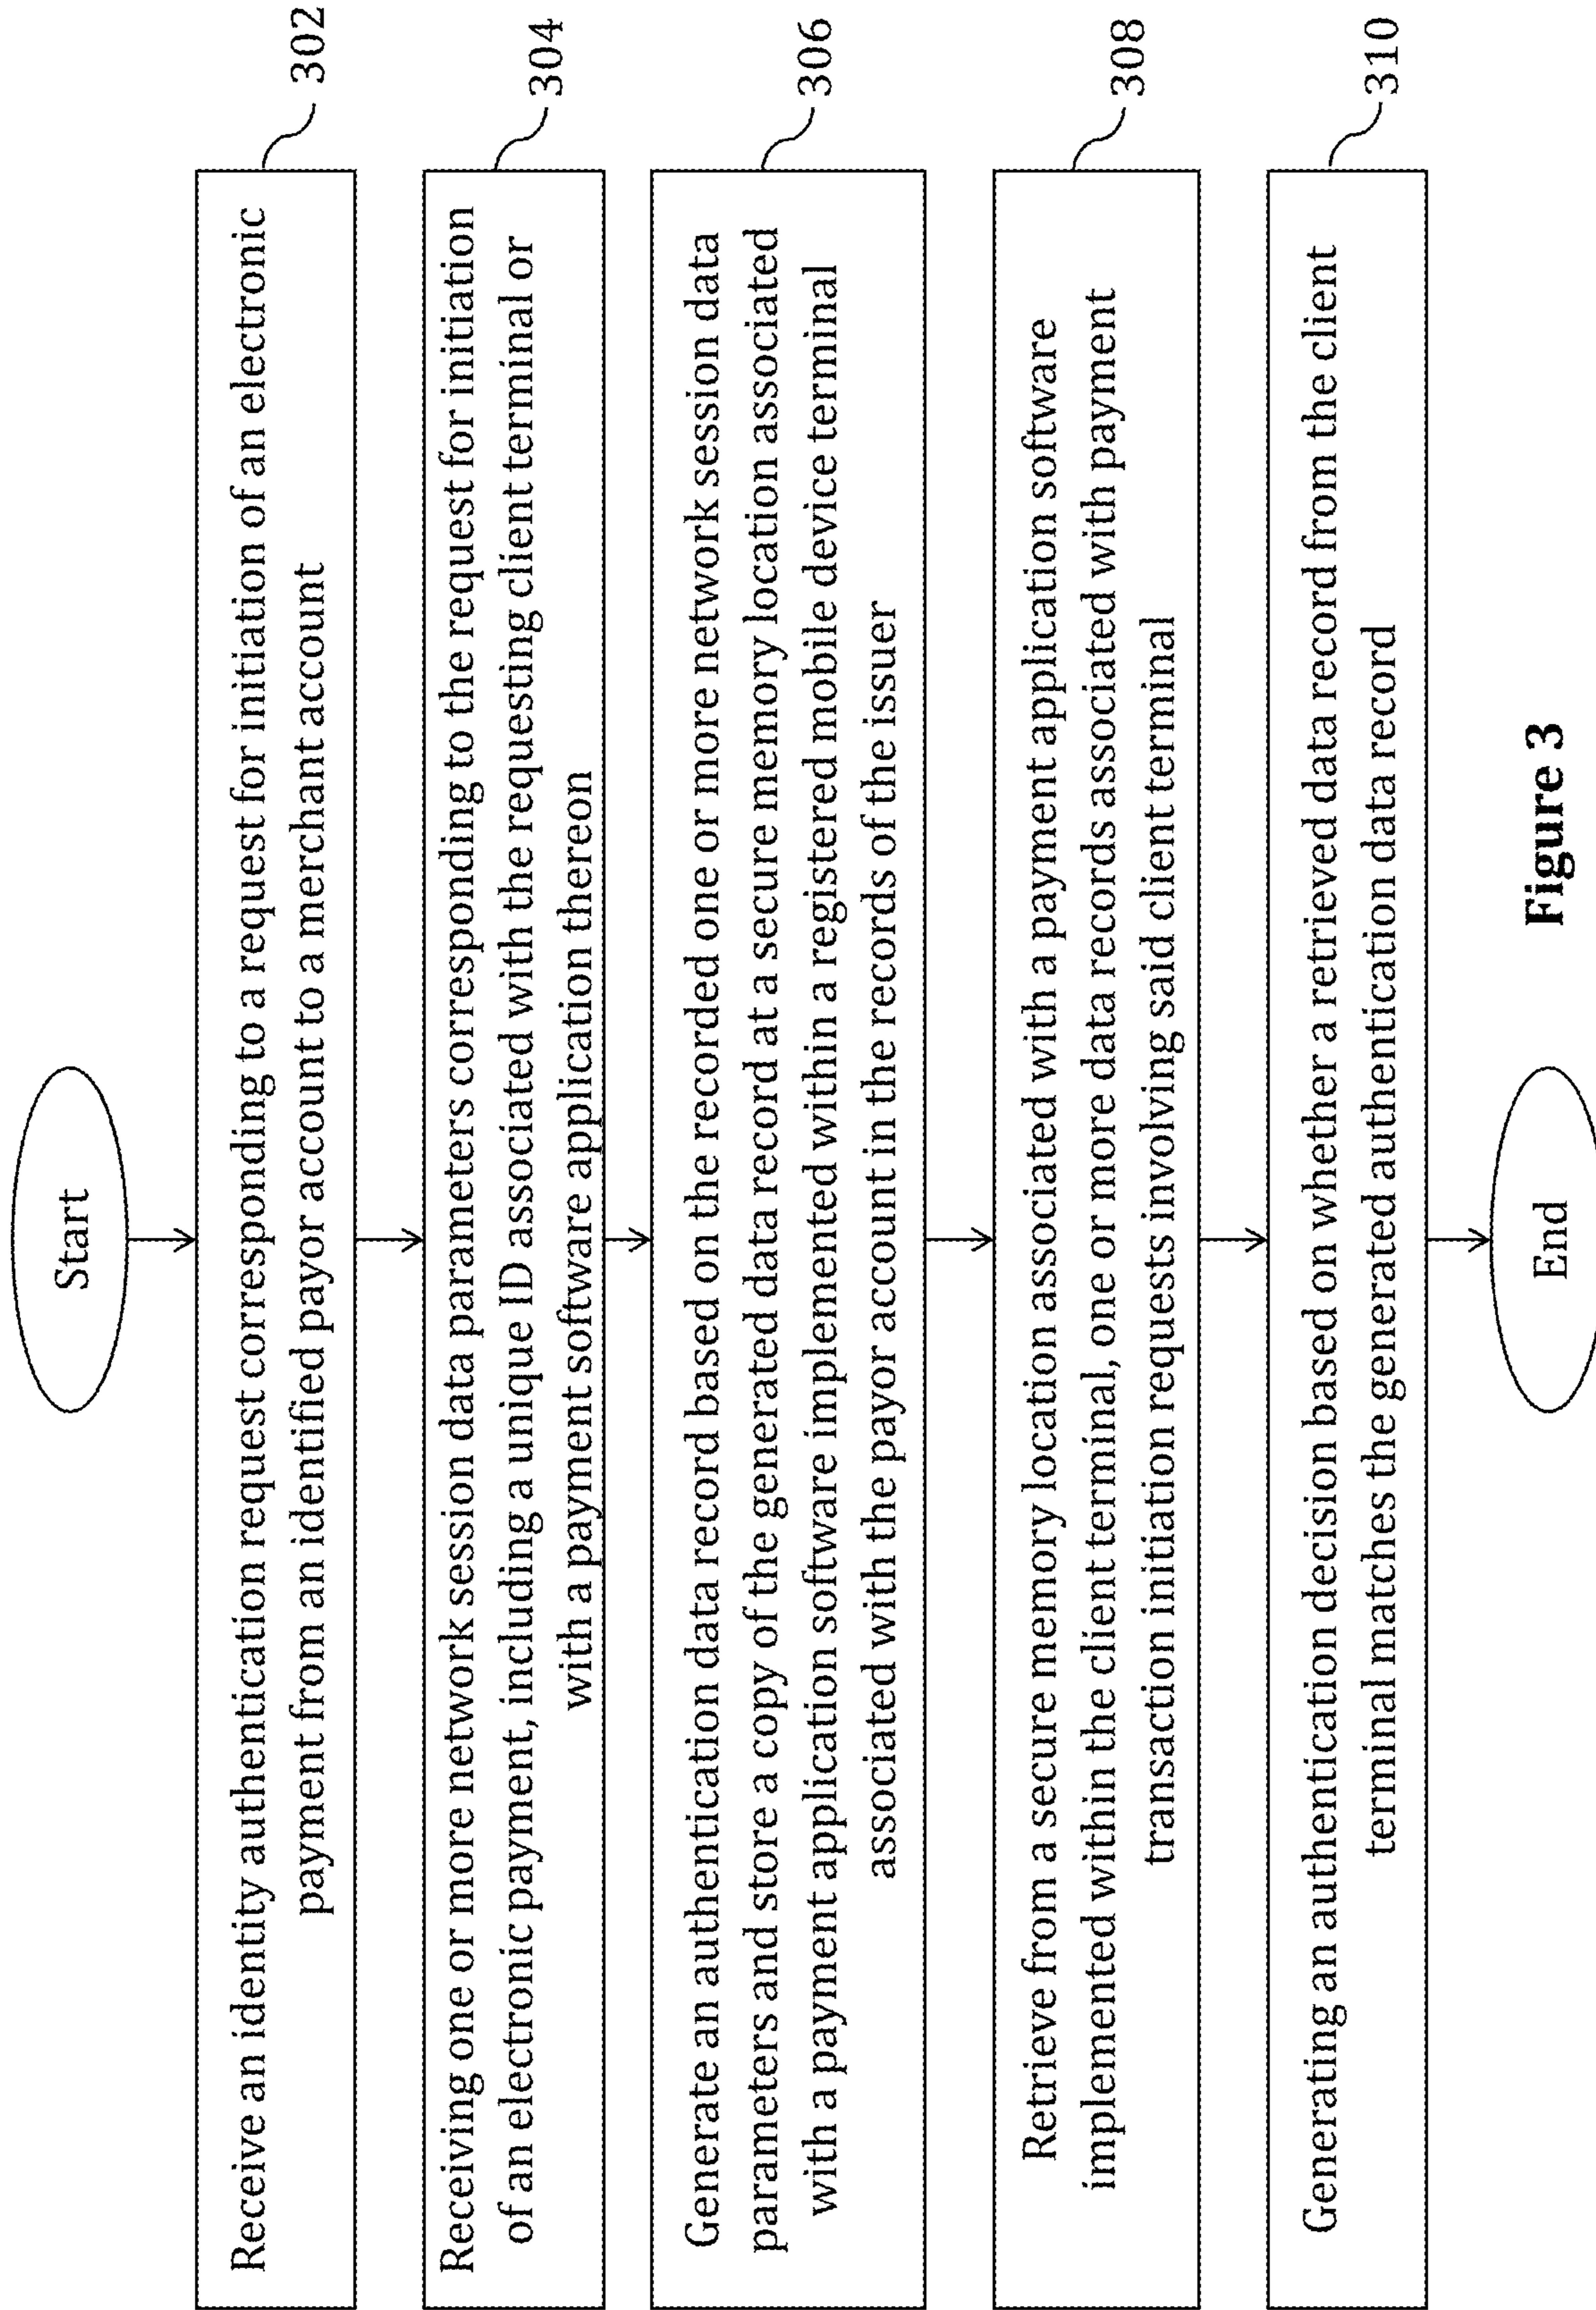 Start
Receive an identity authentication request corresponding to a request for initiation of an electronic
payment from an identified payor account to a merchant account
302
Receiving one or more network session data parameters corresponding to the request for initiation
of an electronic payment, including a unique ID associated with the requesting client terminal or
with a payment software application thereon
304
Generate an authentication data record based on the recorded one or more network session data
parameters and store a copy of the generated data record at a secure memory location associated
with a payment application software implemented within a registered mobile device terminal
associated with the payor account in the records of the issuer
306
Retrieve from a secure memory location associated with a payment application software
implemented within the client terminal, one or more data records associated with payment
transaction initiation requests involving said client terminal
308
Generating an authentication decision based on whether a retrieved data record from the client
terminal matches the generated authentication data record
310
End
Figure 3